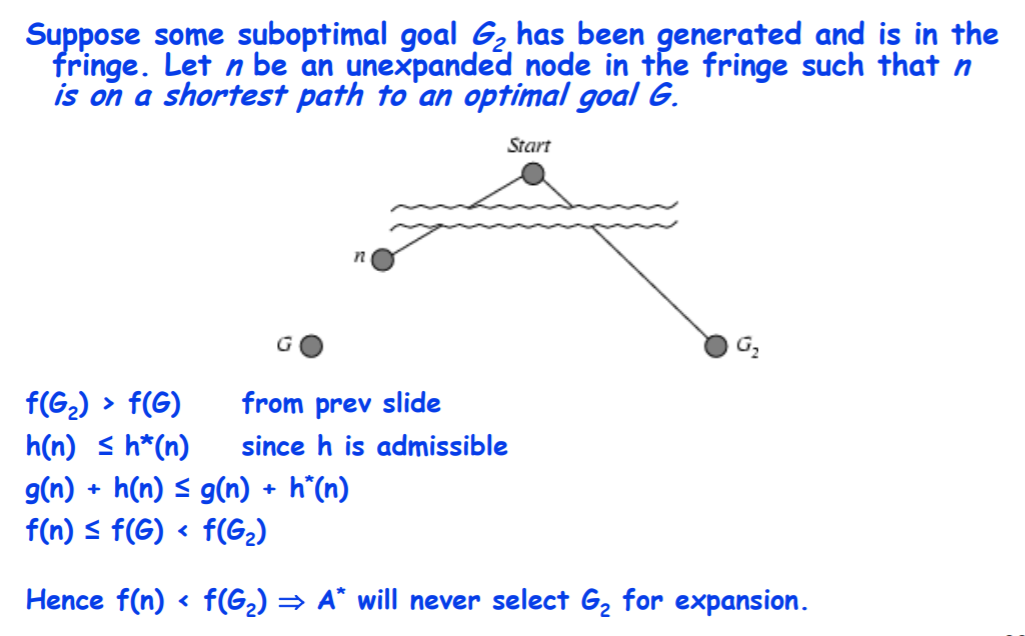 Suppose some suboptimal goal G₂ has been generated and is in the
fringe. Let n be an unexpanded node in the fringe such that n
is on a shortest path to an optimal goal G.
Start
n
G
G₂
f(G₂) > f(G) from prev slide
h(n) ≤ h*(n) since h is admissible
g(n) + h(n) ≤ g(n) + h*(n)
f(n) ≤ f(G) < f(G₂)
Hence f(n) < f(G₂) ⇒ A* will never select G₂ for expansion.